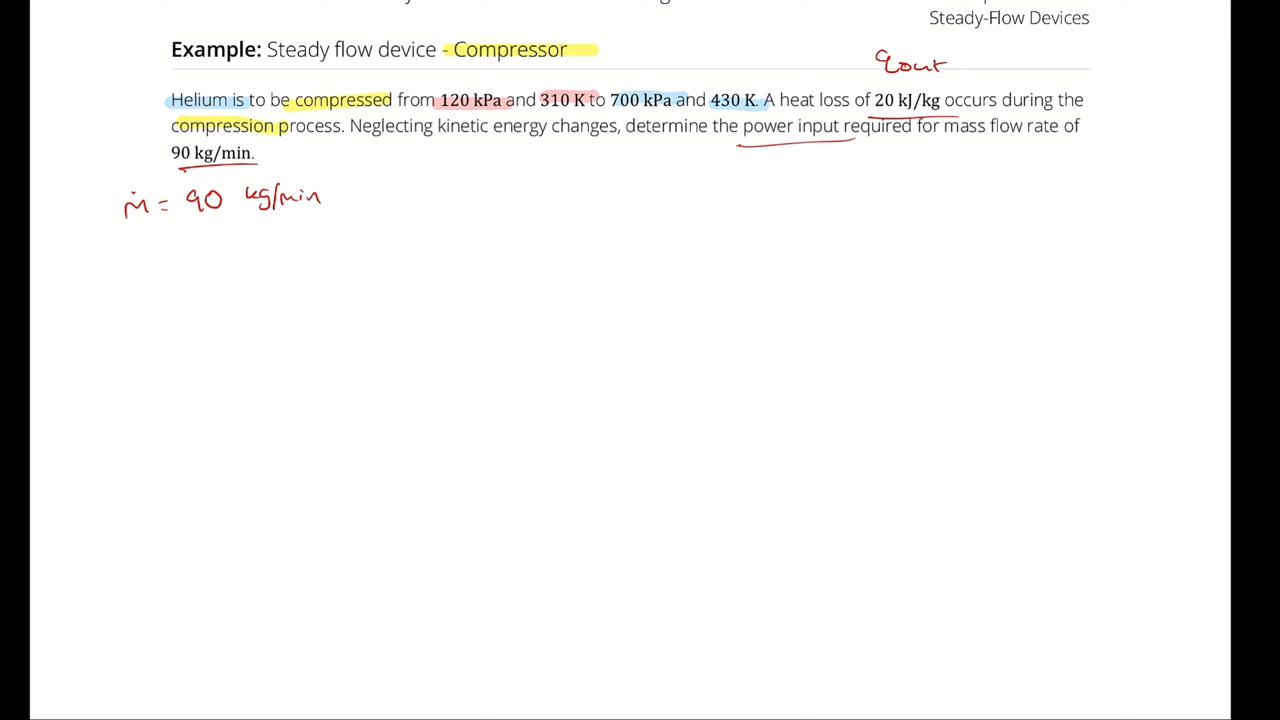 Steady-Flow Devices
Example: Steady flow device - Compressor
qout
Helium is to be compressed from 120 kPa and 310 K to 700 kPa and 430 K. A heat loss of 20 kJ/kg occurs during the
compression process. Neglecting kinetic energy changes, determine the power input required for mass flow rate of
90 kg/min.
ṁ = 90 kg/min